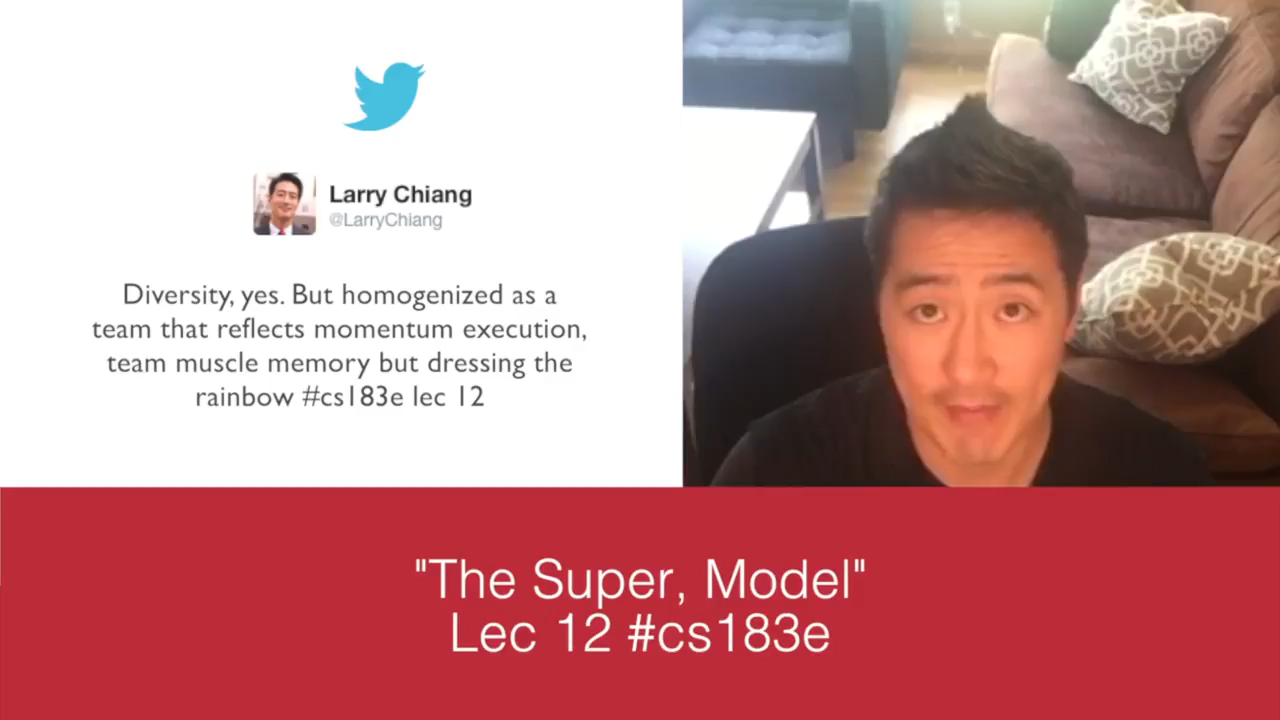 Larry Chiang
@LarryChiang
Diversity, yes. But homogenized as a
team that reflects momentum execution,
team muscle memory but dressing the
rainbow #cs183e lec 12
"The Super, Model"
Lec 12 #cs183e